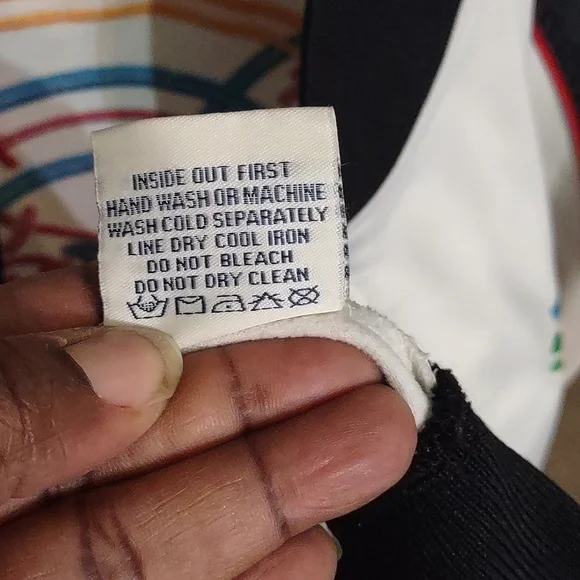 INSIDE OUT FIRST
HAND WASH OR MACHINE
WASH COLD SEPARATELY
LINE DRY COOL IRON
DO NOT BLEACH
DO NOT DRY CLEAN